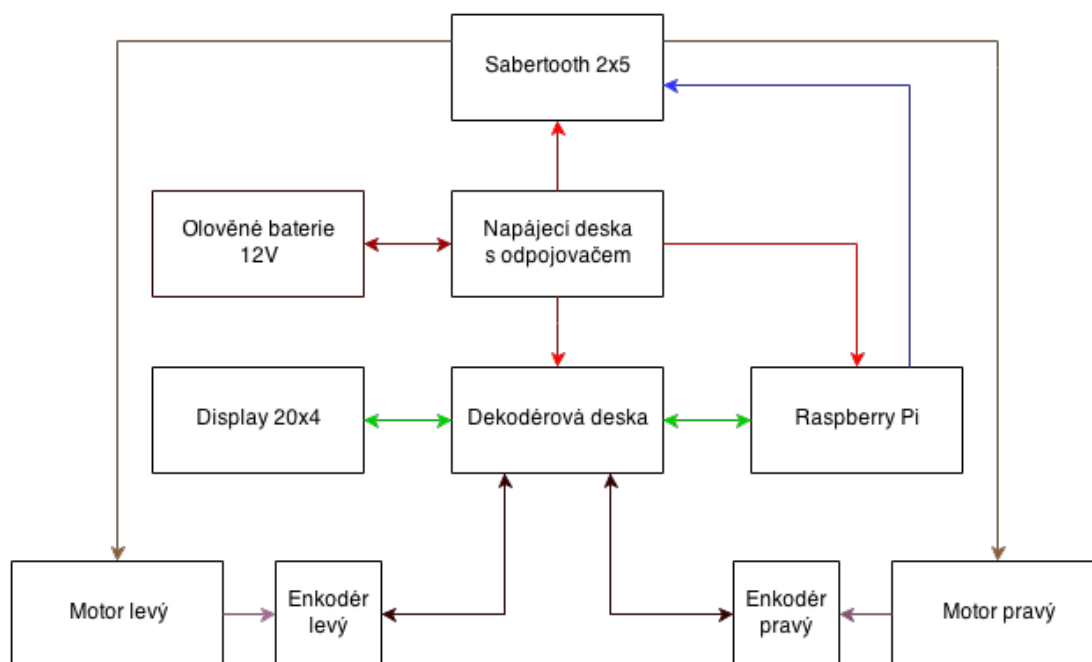 Sabertooth 2x5
Olověné baterie
12V
Napájecí deska
s odpojovačem
Display 20x4
Dekodérová deska
Raspberry Pi
Motor levý
Enkodér
levý
Enkodér
pravý
Motor pravý